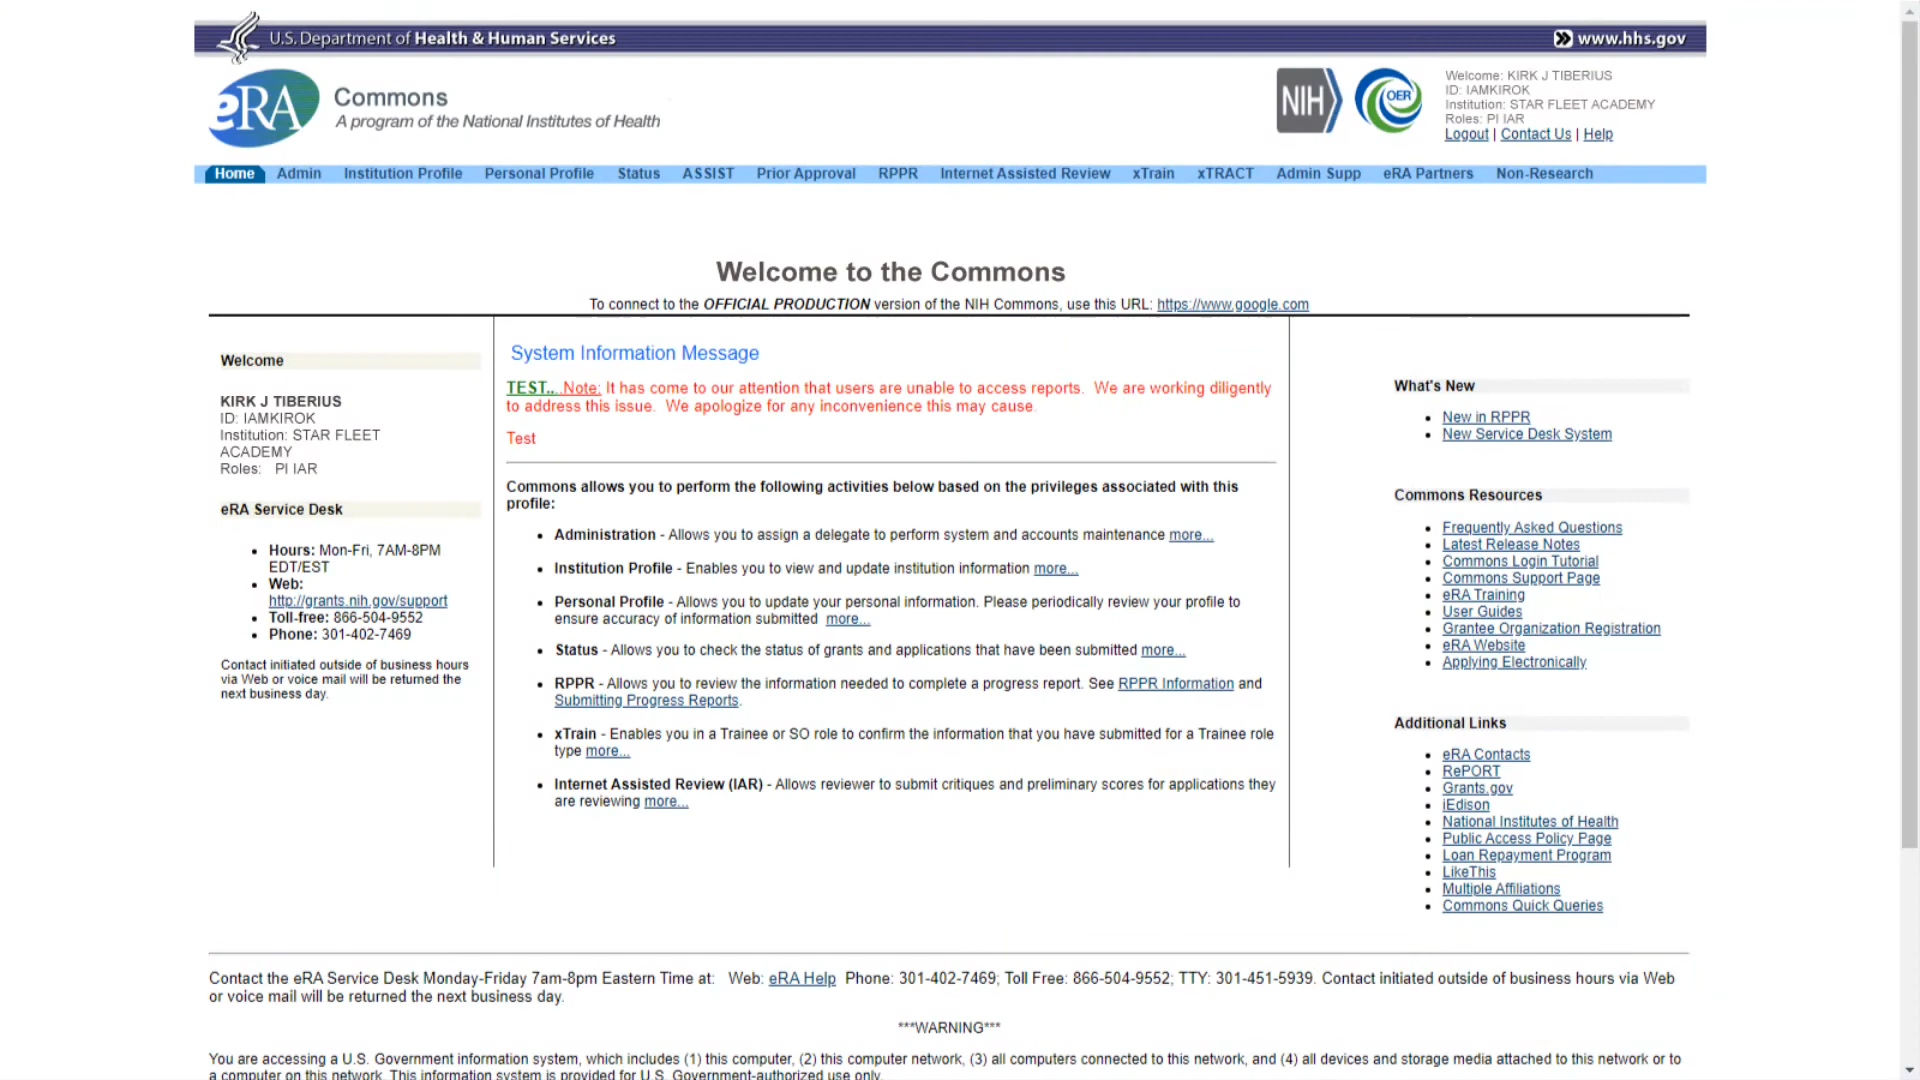 U.S. Department of Health & Human Services
www.hhs.gov
eRA
Commons
A program of the National Institutes of Health
NIH
OER
Welcome: KIRK J TIBERIUS
ID: IAMKIROK
Institution: STAR FLEET ACADEMY
Roles: PI IAR
Logout | Contact Us | Help
Home Admin Institution Profile Personal Profile Status ASSIST Prior Approval RPPR Internet Assisted Review xTrain xTRACT Admin Supp eRA Partners Non-Research
Welcome to the Commons
To connect to the OFFICIAL PRODUCTION version of the NIH Commons, use this URL: https://www.google.com
Welcome
KIRK J TIBERIUS
ID: IAMKIROK
Institution: STAR FLEET
ACADEMY
Roles: PI IAR
eRA Service Desk
Hours: Mon-Fri, 7AM-8PM
EDT/EST
Web:
http://grants.nih.gov/support
Toll-free: 866-504-9552
Phone: 301-402-7469
Contact initiated outside of business hours
via Web or voice mail will be returned the
next business day.
System Information Message
TEST... Note: It has come to our attention that users are unable to access reports. We are working diligently
to address this issue. We apologize for any inconvenience this may cause.
Test
Commons allows you to perform the following activities below based on the privileges associated with this
profile:
Administration - Allows you to assign a delegate to perform system and accounts maintenance more...
Institution Profile - Enables you to view and update institution information more...
Personal Profile - Allows you to update your personal information. Please periodically review your profile to
ensure accuracy of information submitted more...
Status - Allows you to check the status of grants and applications that have been submitted more...
RPPR - Allows you to review the information needed to complete a progress report. See RPPR Information and
Submitting Progress Reports.
xTrain - Enables you in a Trainee or SO role to confirm the information that you have submitted for a Trainee role
type more...
Internet Assisted Review (IAR) - Allows reviewer to submit critiques and preliminary scores for applications they
are reviewing more...
What's New
New in RPPR
New Service Desk System
Commons Resources
Frequently Asked Questions
Latest Release Notes
Commons Login Tutorial
Commons Support Page
eRA Training
User Guides
Grantee Organization Registration
eRA Website
Applying Electronically
Additional Links
eRA Contacts
RePORT
Grants.gov
iEdison
National Institutes of Health
Public Access Policy Page
Loan Repayment Program
LikeThis
Multiple Affiliations
Commons Quick Queries
Contact the eRA Service Desk Monday-Friday 7am-8pm Eastern Time at: Web: eRA Help Phone: 301-402-7469; Toll Free: 866-504-9552; TTY: 301-451-5939. Contact initiated outside of business hours via Web
or voice mail will be returned the next business day.
***WARNING***
You are accessing a U.S. Government information system, which includes (1) this computer, (2) this computer network, (3) all computers connected to this network, and (4) all devices and storage media attached to this network or to
a computer on this network. This information system is provided for U.S. Government-authorized use only.